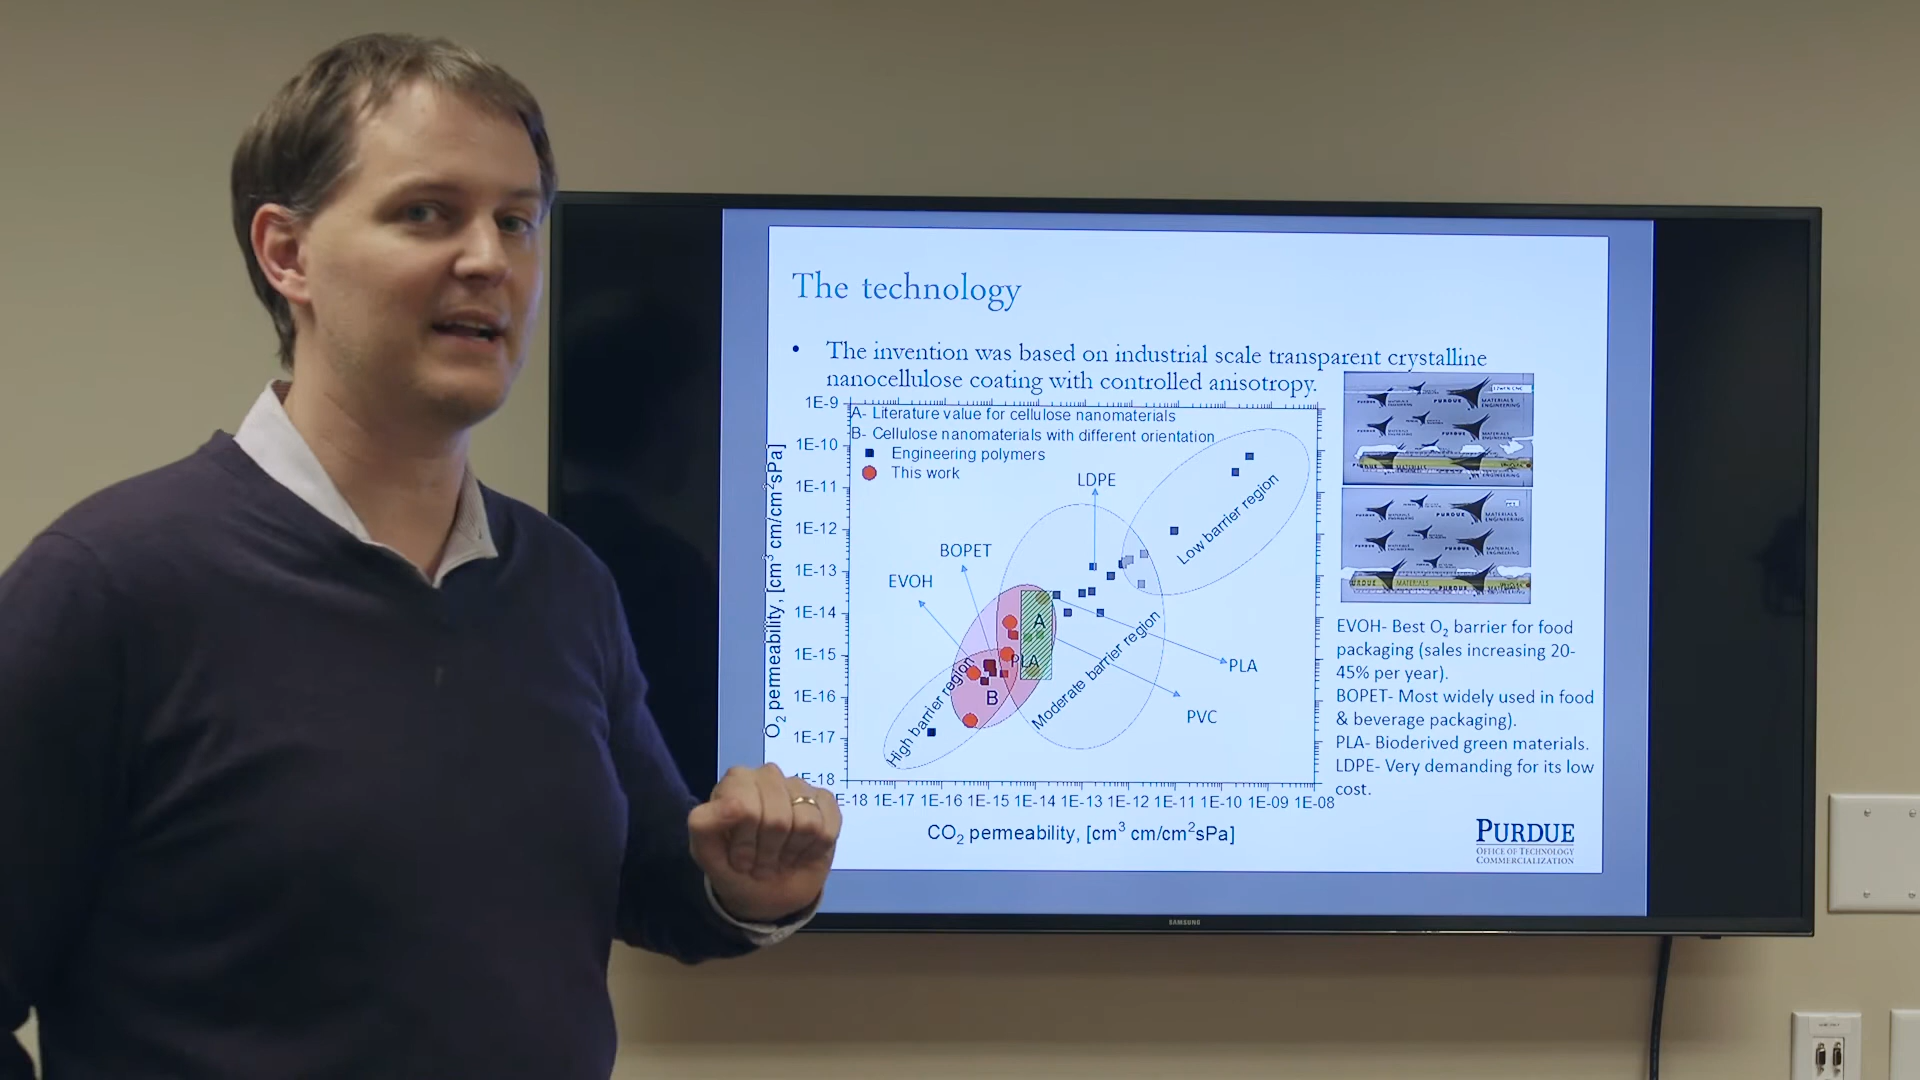 The technology
• The invention was based on industrial scale transparent crystalline
nanocellulose coating with controlled anisotropy.
A- Literature value for cellulose nanomaterials
B- Cellulose nanomaterials with different orientation
Engineering polymers
This work
1E-9
1E-10
1E-11
1E-12
1E-13
1E-14
1E-15
1E-16
1E-17
1E-18
O2 permeability, [cm3 cm/cm2sPa]
LDPE
BOPET
EVOH
A
PLA
B
PLA
PVC
Low barrier region
Moderate barrier region
High barrier region
E-18 1E-17 1E-16 1E-15 1E-14 1E-13 1E-12 1E-11 1E-10 1E-09 1E-08
CO2 permeability, [cm3 cm/cm2sPa]
PURDUE MATERIALS ENGINEERING
PURDUE MATERIALS ENGINEERING
EVOH- Best O2 barrier for food
packaging (sales increasing 20-
45% per year).
BOPET- Most widely used in food
& beverage packaging).
PLA- Bioderived green materials.
LDPE- Very demanding for its low
cost.
PURDUE
OFFICE OF TECHNOLOGY
COMMERCIALIZATION
SAMSUNG